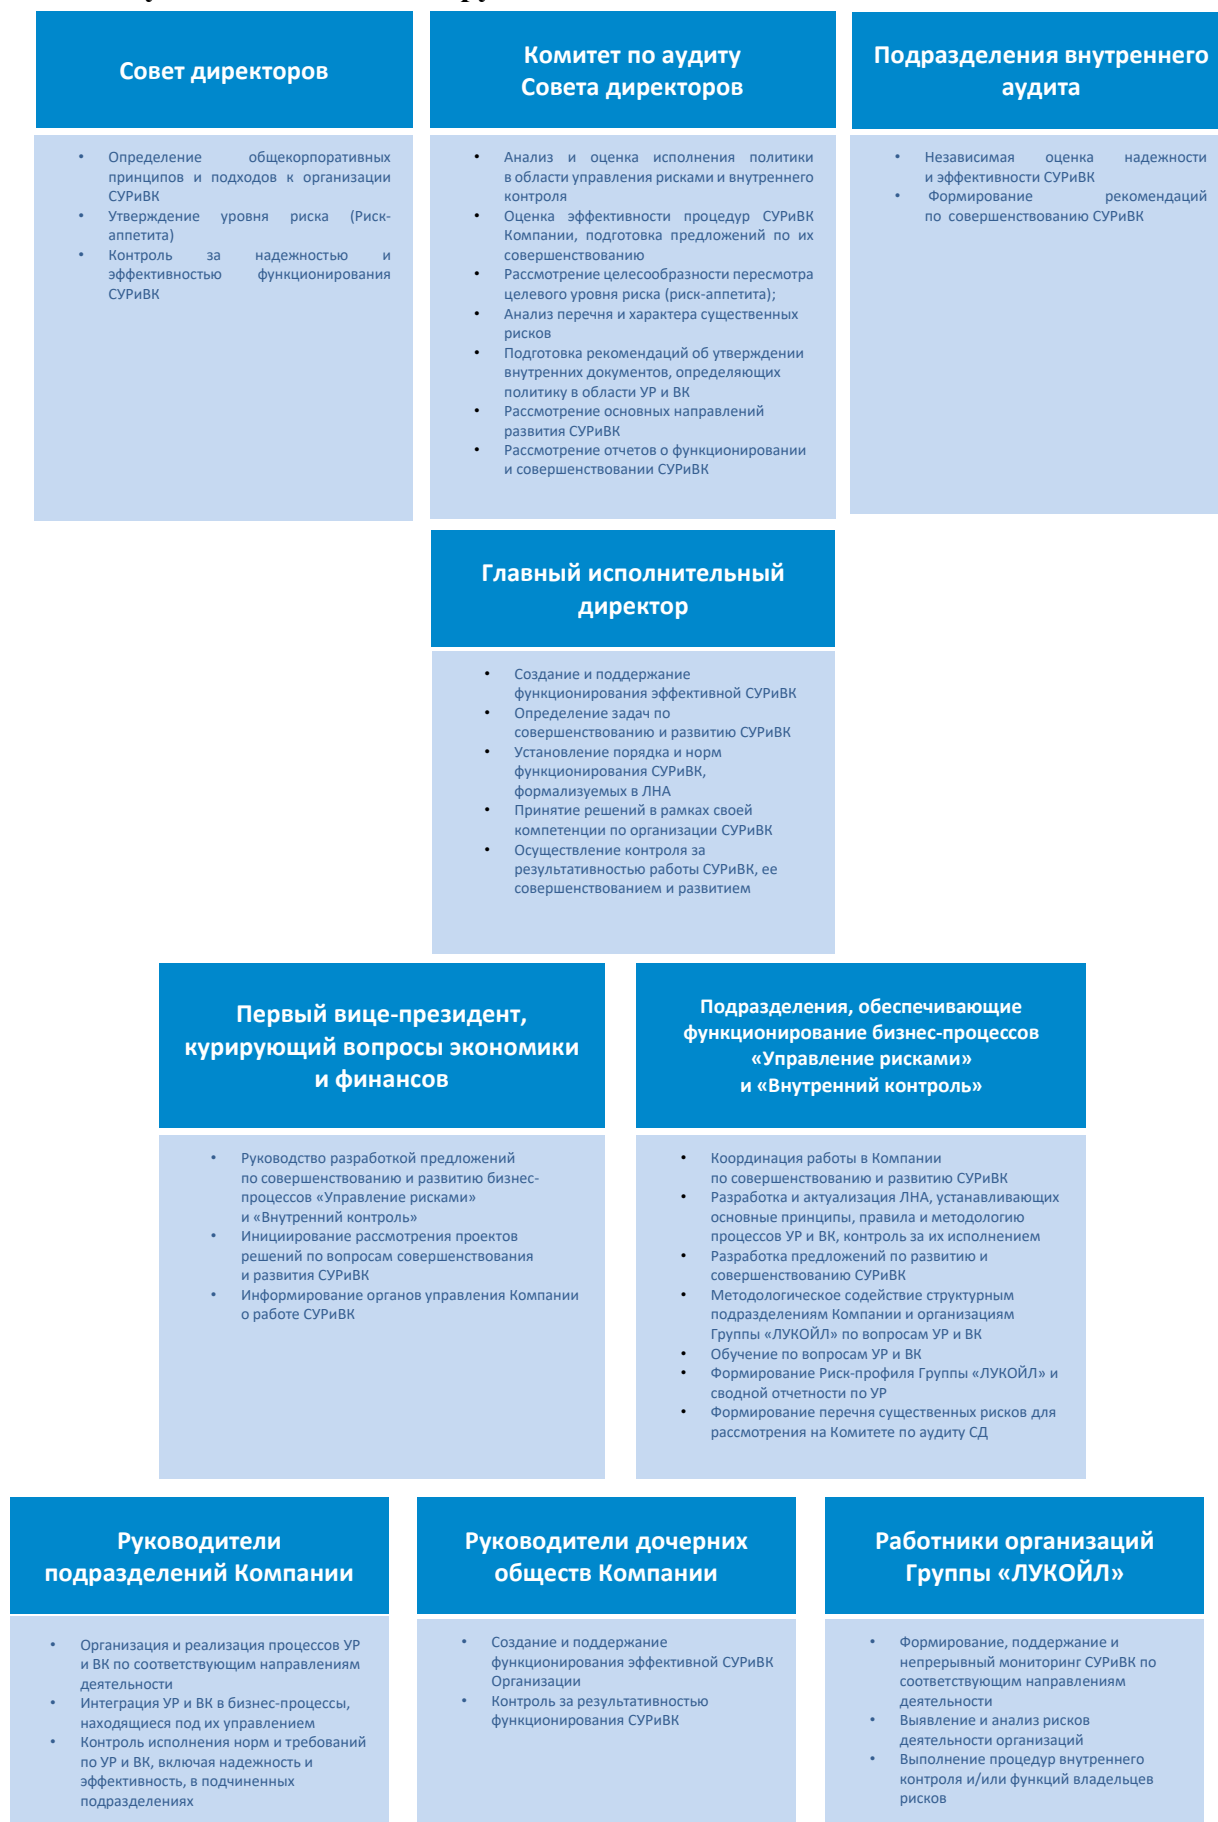 Совет директоров
• Определение общекорпоративных
принципов и подходов к организации
СУРиВК
• Утверждение уровня риска (Риск-
аппетита)
• Контроль за надежностью и
эффективностью функционирования
СУРиВК
Комитет по аудиту
Совета директоров
• Анализ и оценка исполнения политики
в области управления рисками и внутреннего
контроля
• Оценка эффективности процедур СУРиВК
Компании, подготовка предложений по их
совершенствованию
• Рассмотрение целесообразности пересмотра
целевого уровня риска (риск-аппетита);
• Анализ перечня и характера существенных
рисков
• Подготовка рекомендаций об утверждении
внутренних документов, определяющих
политику в области УР и ВК
• Рассмотрение основных направлений
развития СУРиВК
• Рассмотрение отчетов о функционировании
и совершенствовании СУРиВК
Подразделения внутреннего
аудита
• Независимая оценка надежности
и эффективности СУРиВК
• Формирование рекомендаций
по совершенствованию СУРиВК
Главный исполнительный
директор
• Создание и поддержание
функционирования эффективной СУРиВК
• Определение задач по
совершенствованию и развитию СУРиВК
• Установление порядка и норм
функционирования СУРиВК,
формализуемых в ЛНА
• Принятие решений в рамках своей
компетенции по организации СУРиВК
• Осуществление контроля за
результативностью работы СУРиВК, ее
совершенствованием и развитием
Первый вице-президент,
курирующий вопросы экономики
и финансов
• Руководство разработкой предложений
по совершенствованию и развитию бизнес-
процессов «Управление рисками»
и «Внутренний контроль»
• Инициирование рассмотрения проектов
решений по вопросам совершенствования
и развития СУРиВК
• Информирование органов управления Компании
о работе СУРиВК
Подразделения, обеспечивающие
функционирование бизнес-процессов
«Управление рисками»
и «Внутренний контроль»
• Координация работы в Компании
по совершенствованию и развитию СУРиВК
• Разработка и актуализация ЛНА, устанавливающих
основные принципы, правила и методологию
процессов УР и ВК, контроль за их исполнением
• Разработка предложений по развитию и
совершенствованию СУРиВК
• Методологическое содействие структурным
подразделениям Компании и организациям
Группы «ЛУКОЙЛ» по вопросам УР и ВК
• Обучение по вопросам УР и ВК
• Формирование Риск-профиля Группы «ЛУКОЙЛ» и
сводной отчетности по УР
• Формирование перечня существенных рисков для
рассмотрения на Комитете по аудиту СД
Руководители
подразделений Компании
• Организация и реализация процессов УР
и ВК по соответствующим направлениям
деятельности
• Интеграция УР и ВК в бизнес-процессы,
находящиеся под их управлением
• Контроль исполнения норм и требований
по УР и ВК, включая надежность и
эффективность, в подчиненных
подразделениях
Руководители дочерних
обществ Компании
• Создание и поддержание
функционирования эффективной СУРиВК
Организации
• Контроль за результативностью
функционирования СУРиВК
Работники организаций
Группы «ЛУКОЙЛ»
• Формирование, поддержание и
непрерывный мониторинг СУРиВК по
соответствующим направлениям
деятельности
• Выявление и анализ рисков
деятельности организаций
• Выполнение процедур внутреннего
контроля и/или функций владельцев
рисков